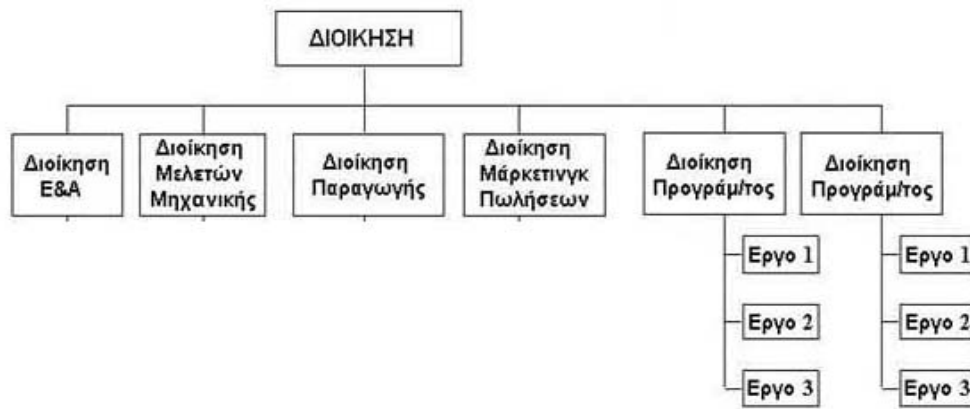 ΔΙΟΙΚΗΣΗ
Διοίκηση
Ε&Α
Διοίκηση
Μελετών
Μηχανικής
Διοίκηση
Παραγωγής
Διοίκηση
Μάρκετινγκ
Πωλήσεων
Διοίκηση
Προγράμ/τος
Διοίκηση
Προγράμ/τος
Εργο 1
Εργο 2
Εργο 3
Εργο 1
Εργο 2
Εργο 3